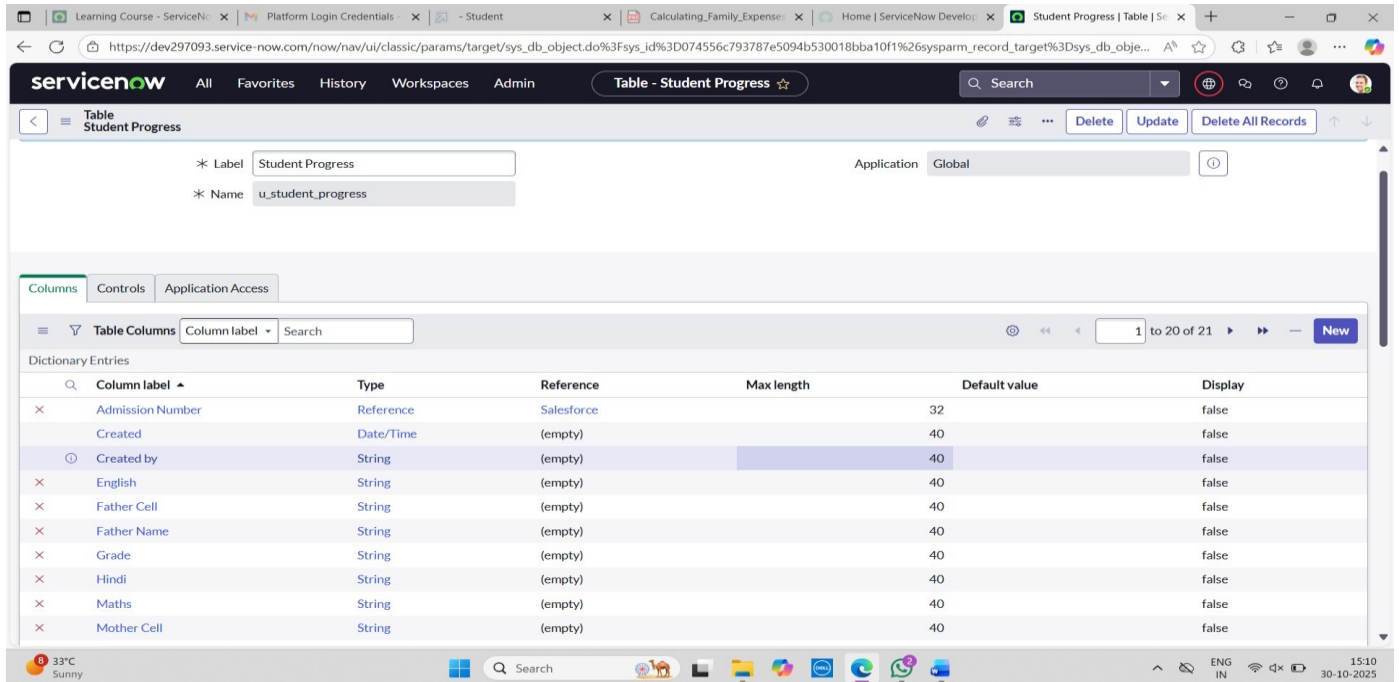 Learning Course - ServiceNo Platform Login Credentials - - Student Calculating_Family_Expenses Home | ServiceNow Develop Student Progress | Table | Se
https://dev297093.service-now.com/now/nav/ui/classic/params/target/sys_db_object.do%3Fsys_id%3D074556c793787e5094b530018bba10f1%26sysparm_record_target%3Dsys_db_obje...
servicenow All Favorites History Workspaces Admin Table - Student Progress Search
Table
Student Progress
Delete Update Delete All Records
Label Student Progress Application Global
Name u_student_progress
Columns Controls Application Access
Table Columns Column label Search 1 to 20 of 21 New
Dictionary Entries
Column label Type Reference Max length Default value Display
Admission Number Reference Salesforce 32 false
Created Date/Time (empty) 40 false
Created by String (empty) 40 false
English String (empty) 40 false
Father Cell String (empty) 40 false
Father Name String (empty) 40 false
Grade String (empty) 40 false
Hindi String (empty) 40 false
Maths String (empty) 40 false
Mother Cell String (empty) 40 false
8 33°C
Sunny
Search
2
ENG
IN
15:10
30-10-2025